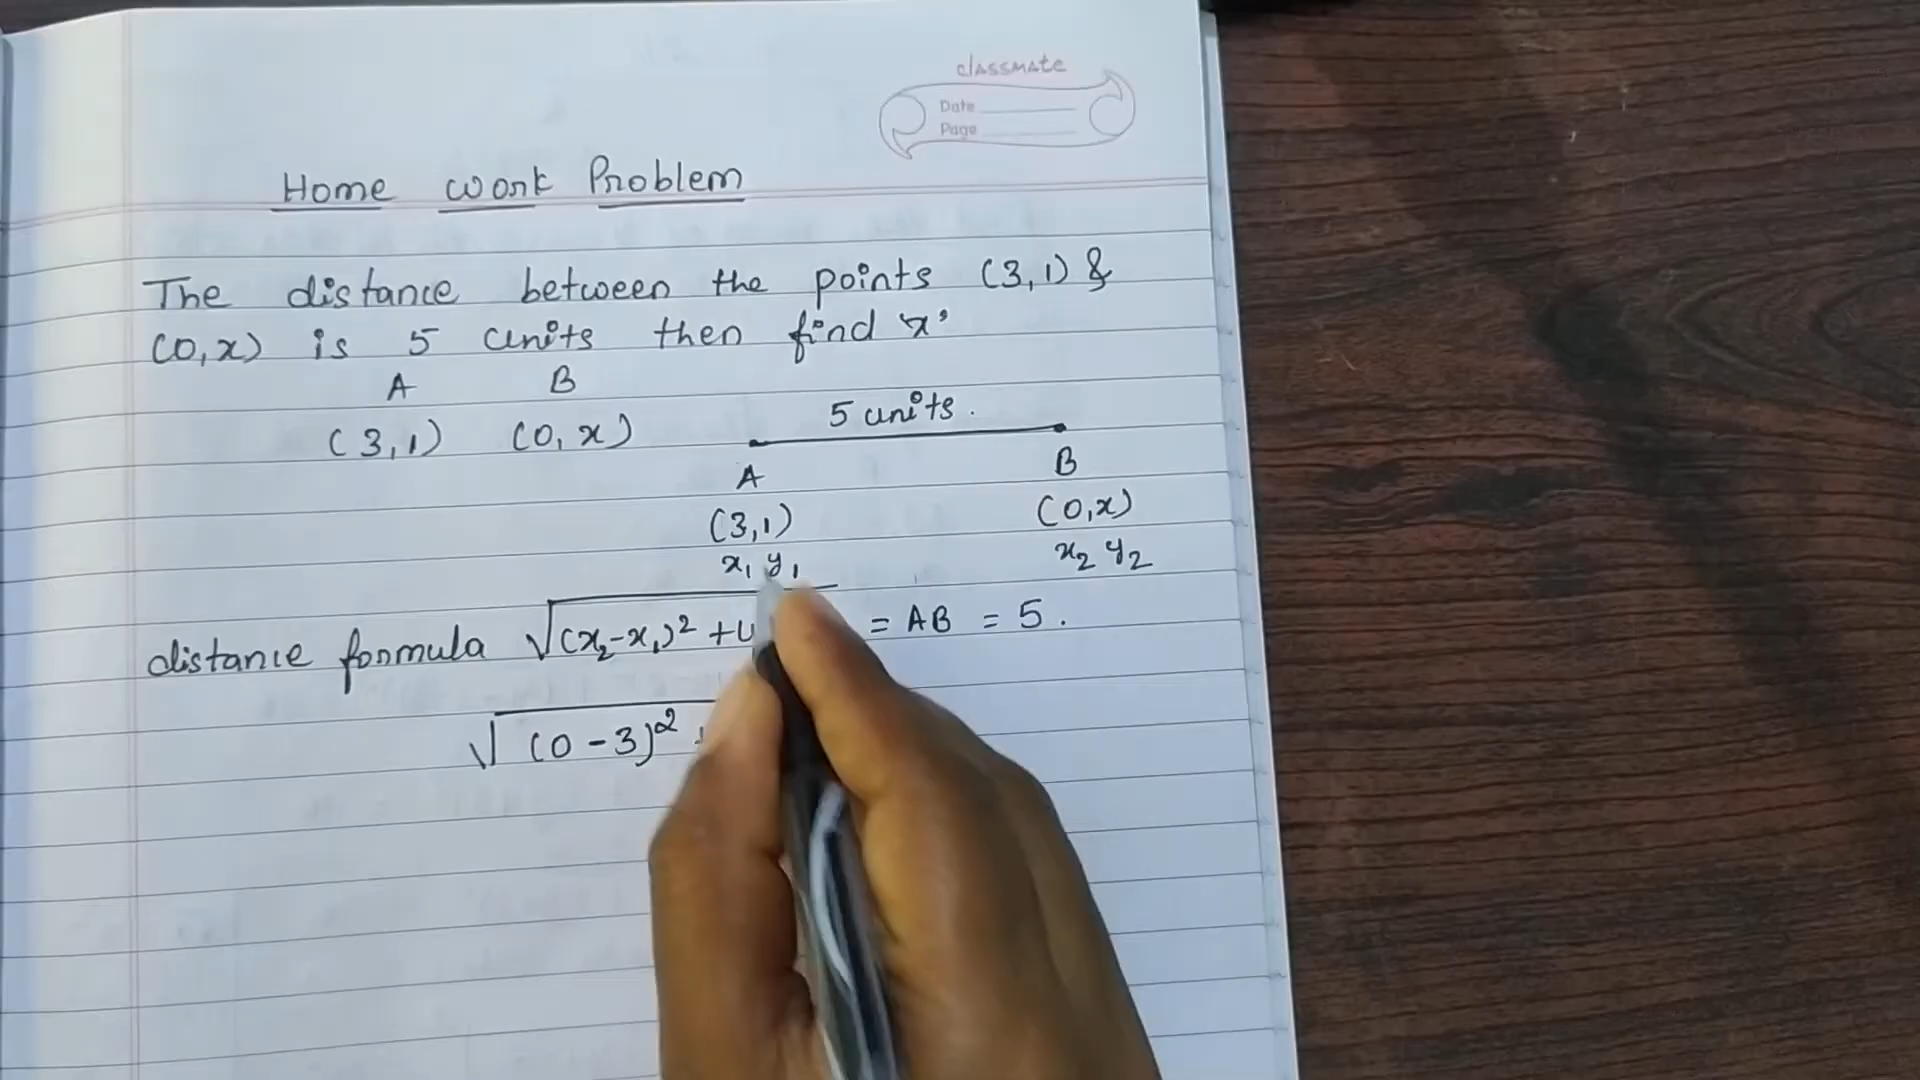 classmate
Date
Page
Home Work Problem
The distance between the points (3,1) &
(0,x) is 5 units then find 'x'
A B
(3,1) (0,x) 5 units.
A B
(3,1) (0,x)
x₁ y₁ x₂ y₂
distance formula √(x₂-x₁)² + = AB = 5.
√(0-3)²